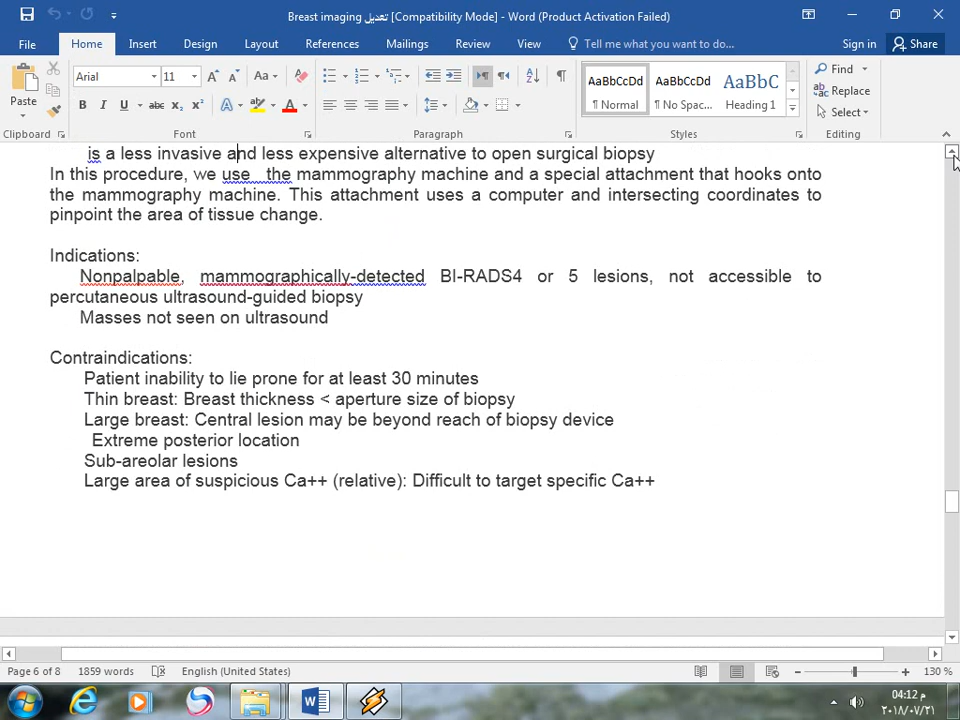 Breast imaging تعديل [Compatibility Mode] - Word (Product Activation Failed)
File Home Insert Design Layout References Mailings Review View Tell me what you want to do... Sign in Share
Paste
Arial 11
Aa
B I U abc X₂ X² A A
AaBbCcDd AaBbCcDd AaBbC
¶ Normal ¶ No Spac... Heading 1
Find
Replace
Select
Clipboard Font Paragraph Styles Editing
is a less invasive and less expensive alternative to open surgical biopsy
In this procedure, we use the mammography machine and a special attachment that hooks onto
the mammography machine. This attachment uses a computer and intersecting coordinates to
pinpoint the area of tissue change.
Indications:
Nonpalpable, mammographically-detected BI-RADS4 or 5 lesions, not accessible to
percutaneous ultrasound-guided biopsy
Masses not seen on ultrasound
Contraindications:
Patient inability to lie prone for at least 30 minutes
Thin breast: Breast thickness < aperture size of biopsy
Large breast: Central lesion may be beyond reach of biopsy device
Extreme posterior location
Sub-areolar lesions
Large area of suspicious Ca++ (relative): Difficult to target specific Ca++
Page 6 of 8 1859 words English (United States) 130 %
04:12 م
٢٠١٨/٠٧/٢١